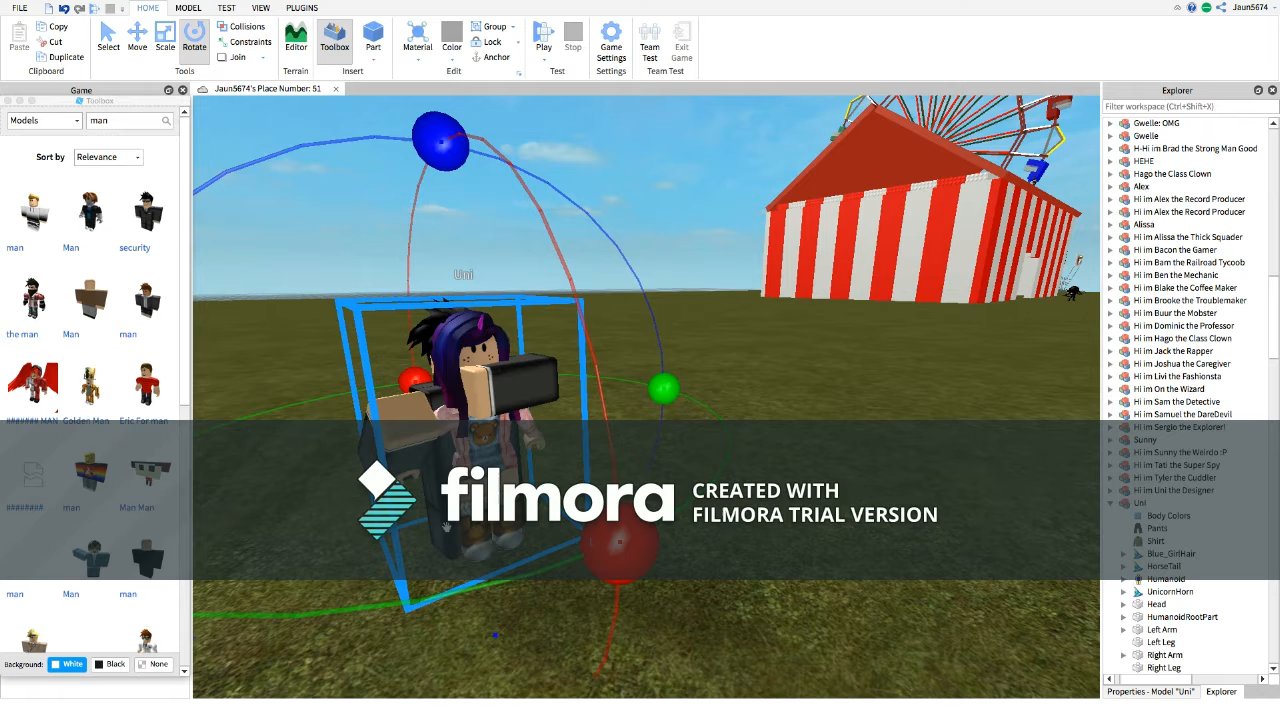 FILE HOME MODEL TEST VIEW PLUGINS Jaun5674
Paste Copy Cut Duplicate Select Move Scale Rotate Collisions Constraints Join Editor Toolbox Part Material Color Group Lock Anchor Play Stop Game Settings Team Test Exit Game
Clipboard Tools Terrain Insert Edit Test Settings Team Test
Game
Toolbox
Models man
Sort by Relevance
man Man security
the man Man man
####### MAN Golden Man Eric For man
######## man Man Man
man Man man
Background: White Black None
Jaun5674's Place Number: 51
Uni
filmora
CREATED WITH
FILMORA TRIAL VERSION
Explorer
Filter workspace (Ctrl+Shift+X)
Gwelle: OMG
Gwelle
H-Hi im Brad the Strong Man Good
HEHE
Hago the Class Clown
Alex
Hi im Alex the Record Producer
Hi im Alex the Record Producer
Alissa
Hi im Alissa the Thick Squader
Hi im Bacon the Gamer
Hi im Bam the Railroad Tycoob
Hi im Ben the Mechanic
Hi im Blake the Coffee Maker
Hi im Brooke the Troublemaker
Hi im Buur the Mobster
Hi im Dominic the Professor
Hi im Hago the Class Clown
Hi im Jack the Rapper
Hi im Joshua the Caregiver
Hi im Livi the Fashionsta
Hi im On the Wizard
Hi im Sam the Detective
Hi im Samuel the DareDevil
Hi im Sergio the Explorer!
Sunny
Hi im Sunny the Weirdo :P
Hi im Tati the Super Spy
Hi im Tyler the Cuddler
Hi im Uni the Designer
Uni
Body Colors
Pants
Shirt
Blue_GirlHair
HorseTail
Humanoid
UnicornHorn
Head
HumanoidRootPart
Left Arm
Left Leg
Right Arm
Right Leg
Properties - Model "Uni" Explorer